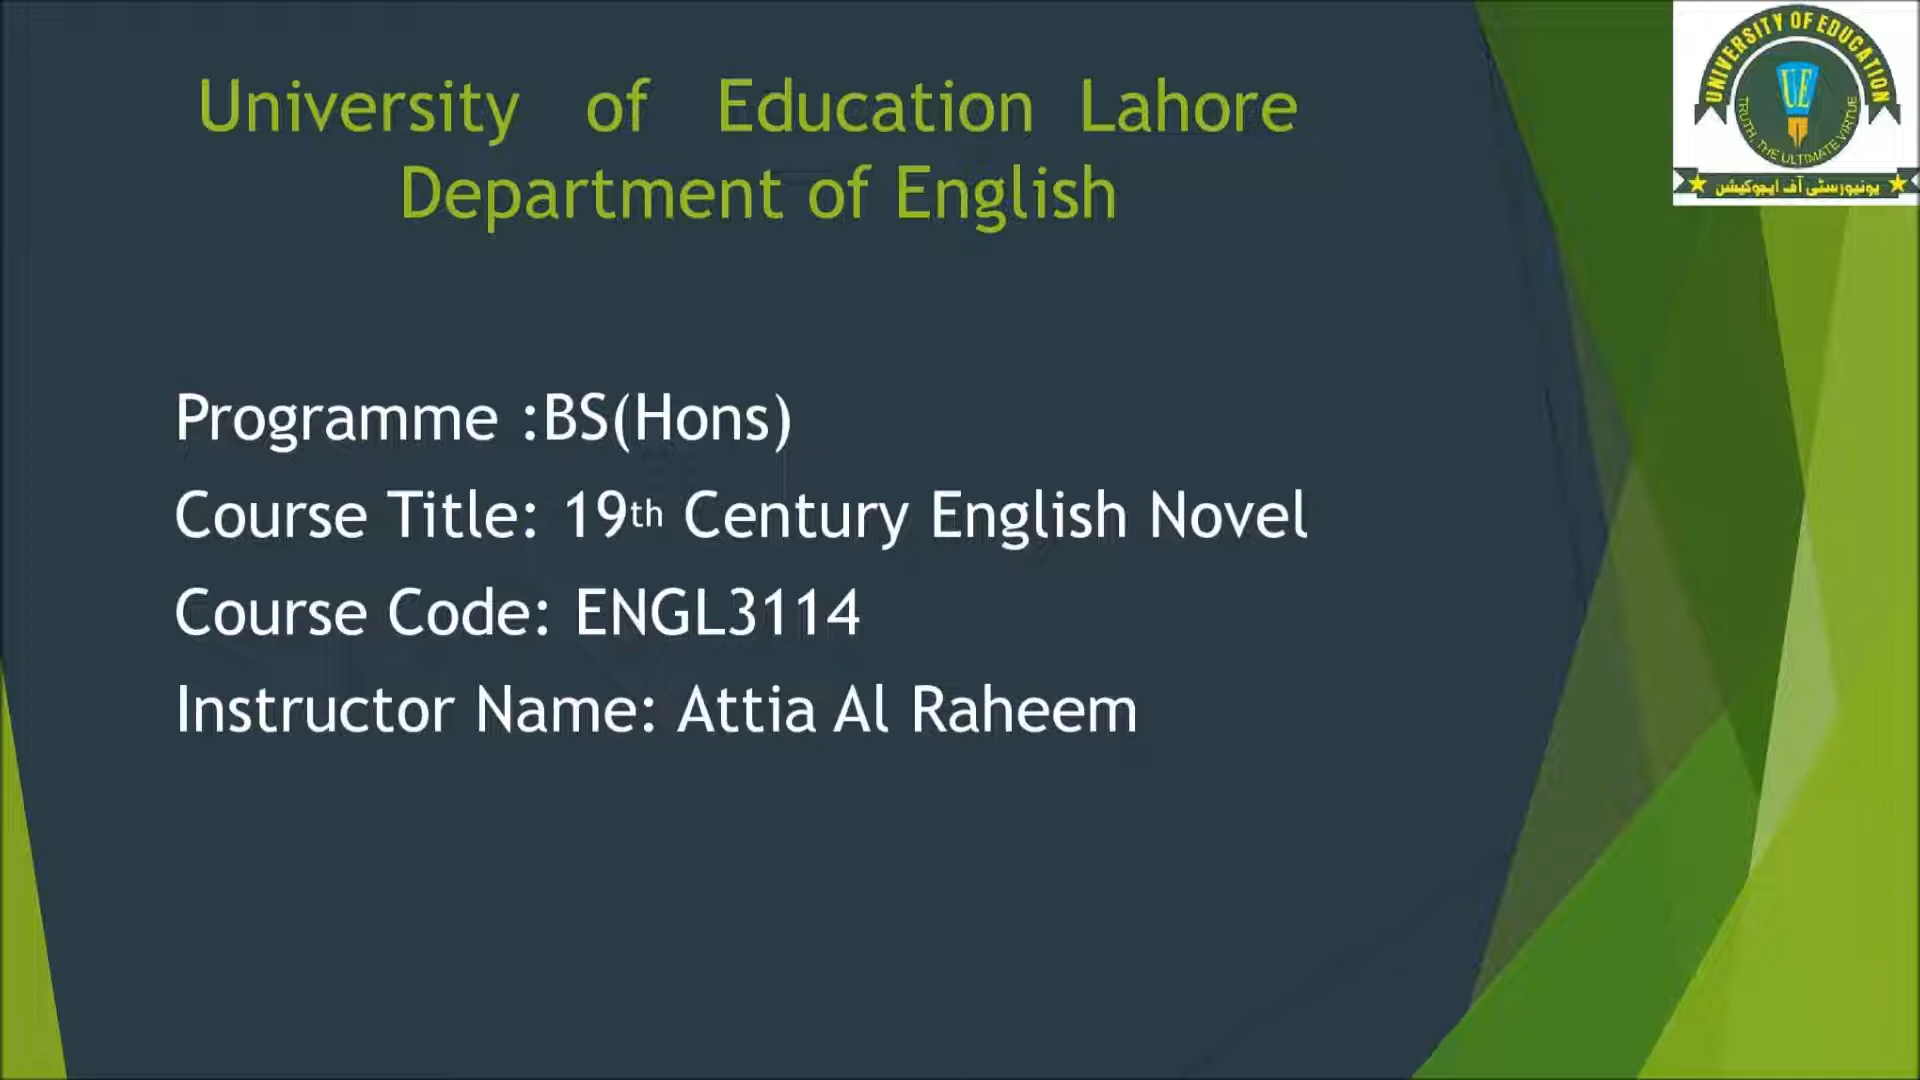 University of Education Lahore
Department of English
Programme :BS(Hons)
Course Title: 19th Century English Novel
Course Code: ENGL3114
Instructor Name: Attia Al Raheem
UNIVERSITY OF EDUCATION
UE
TRUTH, THE ULTIMATE VIRTUE
یونیورسٹی آف ایجوکیشن